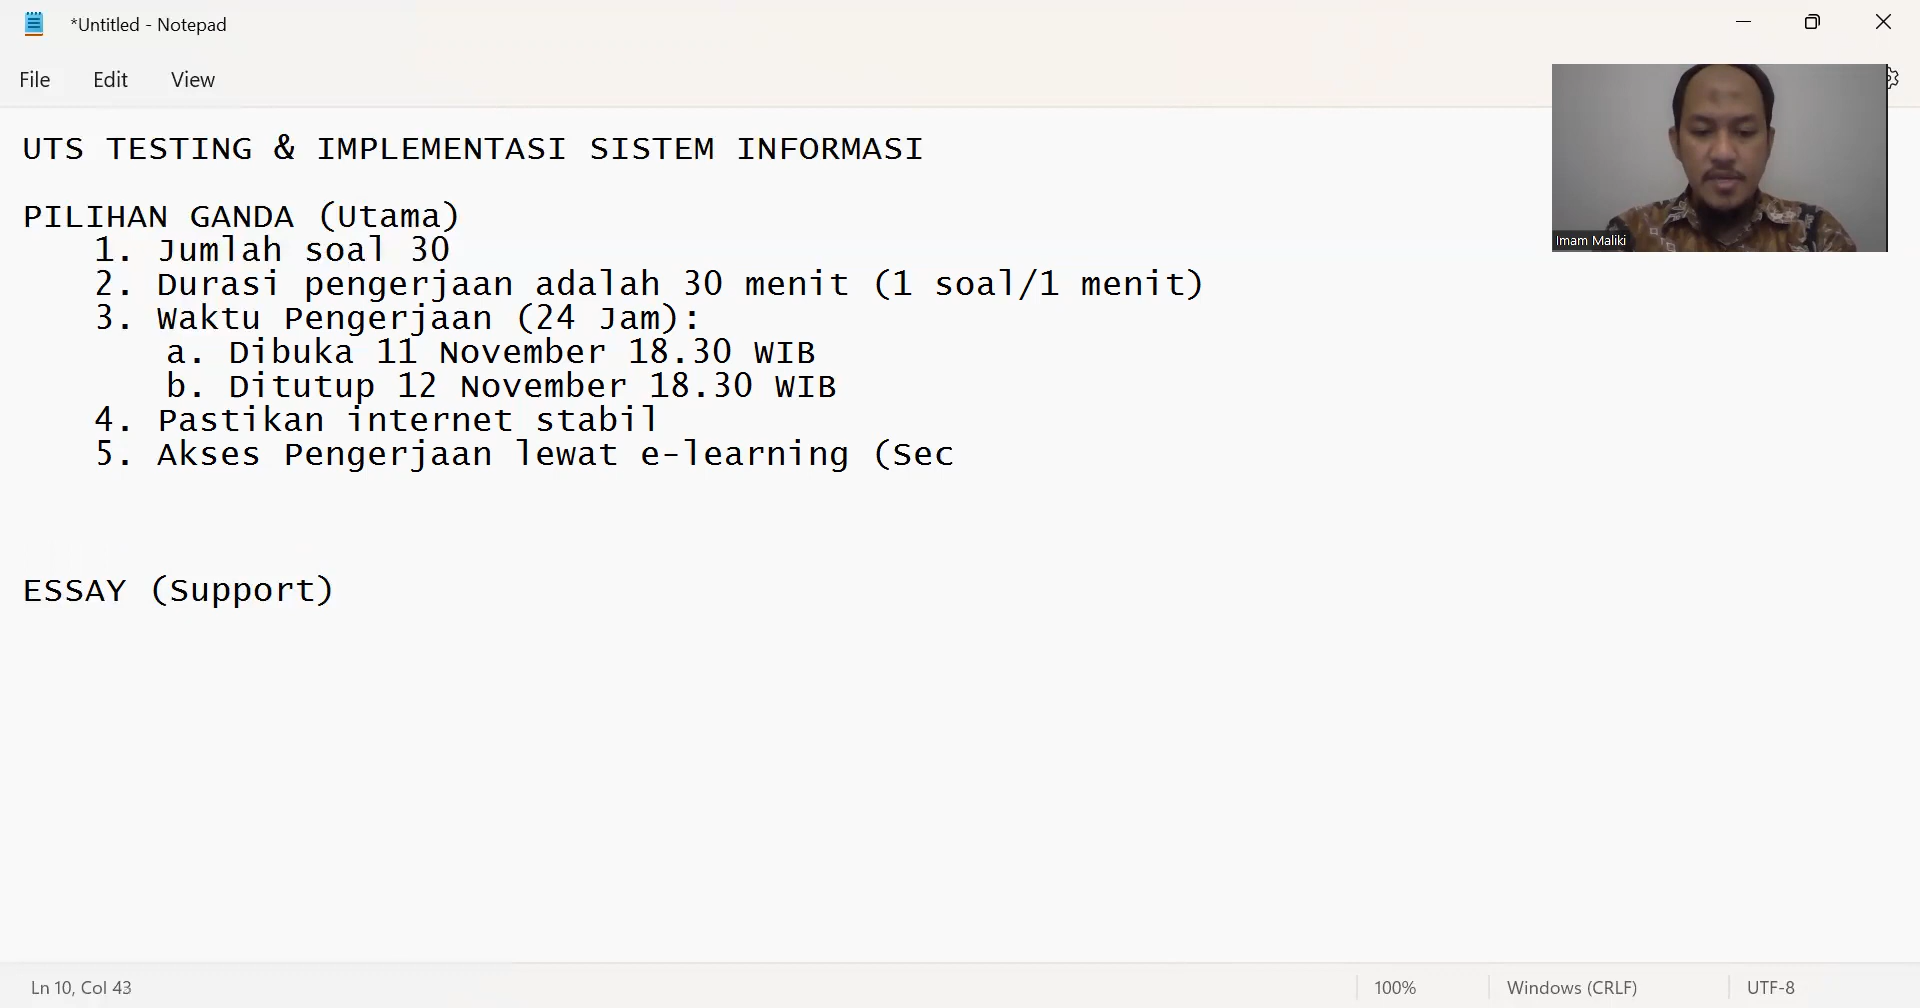 *Untitled - Notepad
File Edit View
UTS TESTING & IMPLEMENTASI SISTEM INFORMASI
PILIHAN GANDA (Utama)
1. Jumlah soal 30
2. Durasi pengerjaan adalah 30 menit (1 soal/1 menit)
3. Waktu Pengerjaan (24 Jam):
a. Dibuka 11 November 18.30 WIB
b. Ditutup 12 November 18.30 WIB
4. Pastikan internet stabil
5. Akses Pengerjaan lewat e-learning (Sec
ESSAY (Support)
Imam Maliki
Ln 10, Col 43 100% Windows (CRLF) UTF-8